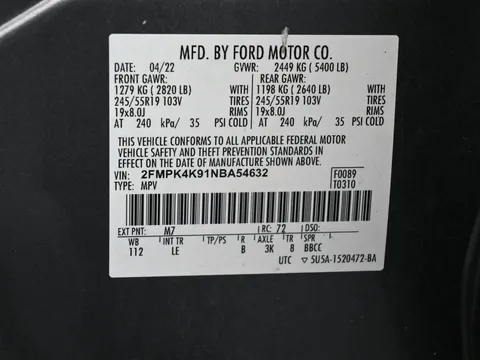 MFD. BY FORD MOTOR CO.
DATE: 04/22 GVWR: 2449 KG ( 5400 LB)
FRONT GAWR: REAR GAWR:
1279 KG ( 2820 LB) WITH 1198 KG ( 2640 LB) WITH
245/55R19 103V TIRES 245/55R19 103V TIRES
19x8.0J RIMS 19x8.0J RIMS
AT 240 kPa/ 35 PSI COLD AT 240 kPa/ 35 PSI COLD
THIS VEHICLE CONFORMS TO ALL APPLICABLE FEDERAL MOTOR
VEHICLE SAFETY AND THEFT PREVENTION STANDARDS IN
EFFECT ON THE DATE OF MANUFACTURE SHOWN ABOVE.
VIN: 2FMPK4K91NBA54632 F0089
TYPE: MPV T0310
EXT PNT: M7 RC: 72 DSO:
WB INT TR TP/PS R AXLE TR SPR
112 LE B 3K 8 BBCC
UTC ▽ 5U5A-1520472-BA